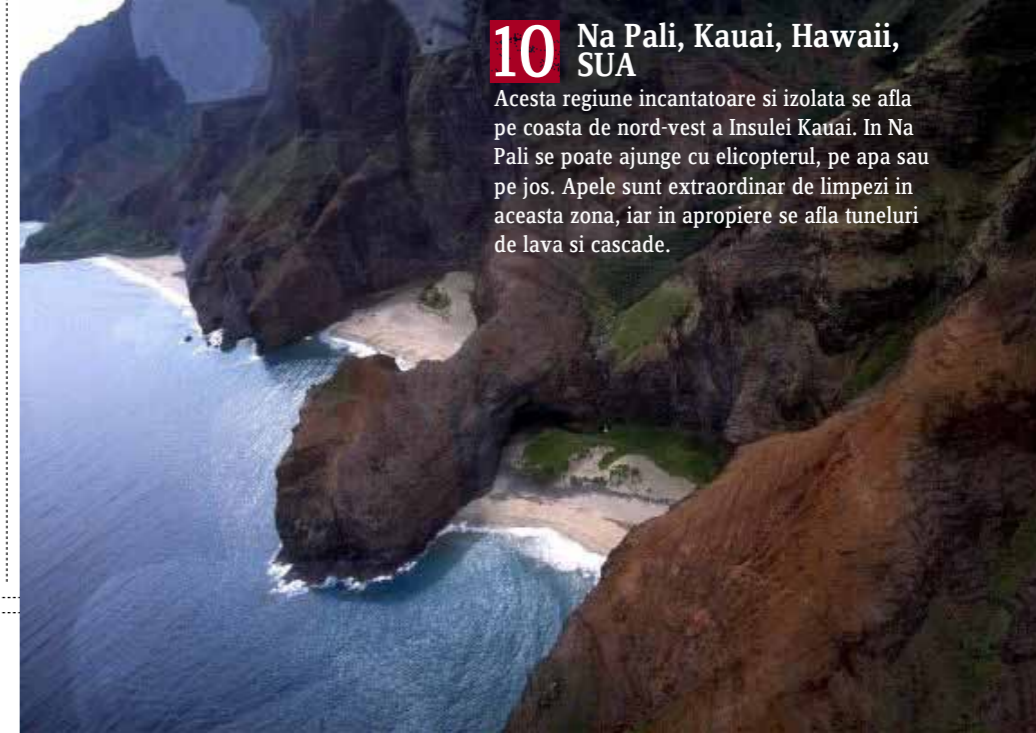 10 Na Pali, Kauai, Hawaii,
SUA
Acesta regiune incantatoare si izolata se afla
pe coasta de nord-vest a Insulei Kauai. In Na
Pali se poate ajunge cu elicopterul, pe apa sau
pe jos. Apele sunt extraordinar de limpezi in
aceasta zona, iar in apropiere se afla tuneluri
de lava si cascade.